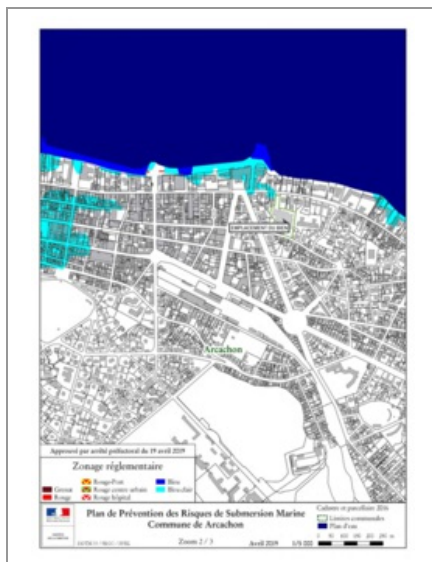 EMPLACEMENT DU BIEN
Arcachon
Approuvé par arrêté préfectoral du 19 avril 2019
Zonage réglementaire
Grenat
Rouge
Rouge-Port
Rouge centre urbain
Rouge hôpital
Bleu
Bleu clair
Plan de Prévention des Risques de Submersion Marine
Commune de Arcachon
Zoom 2 / 3
Avril 2019
Cadastre et parcellaire 2016
Limites communales
Plan d'eau